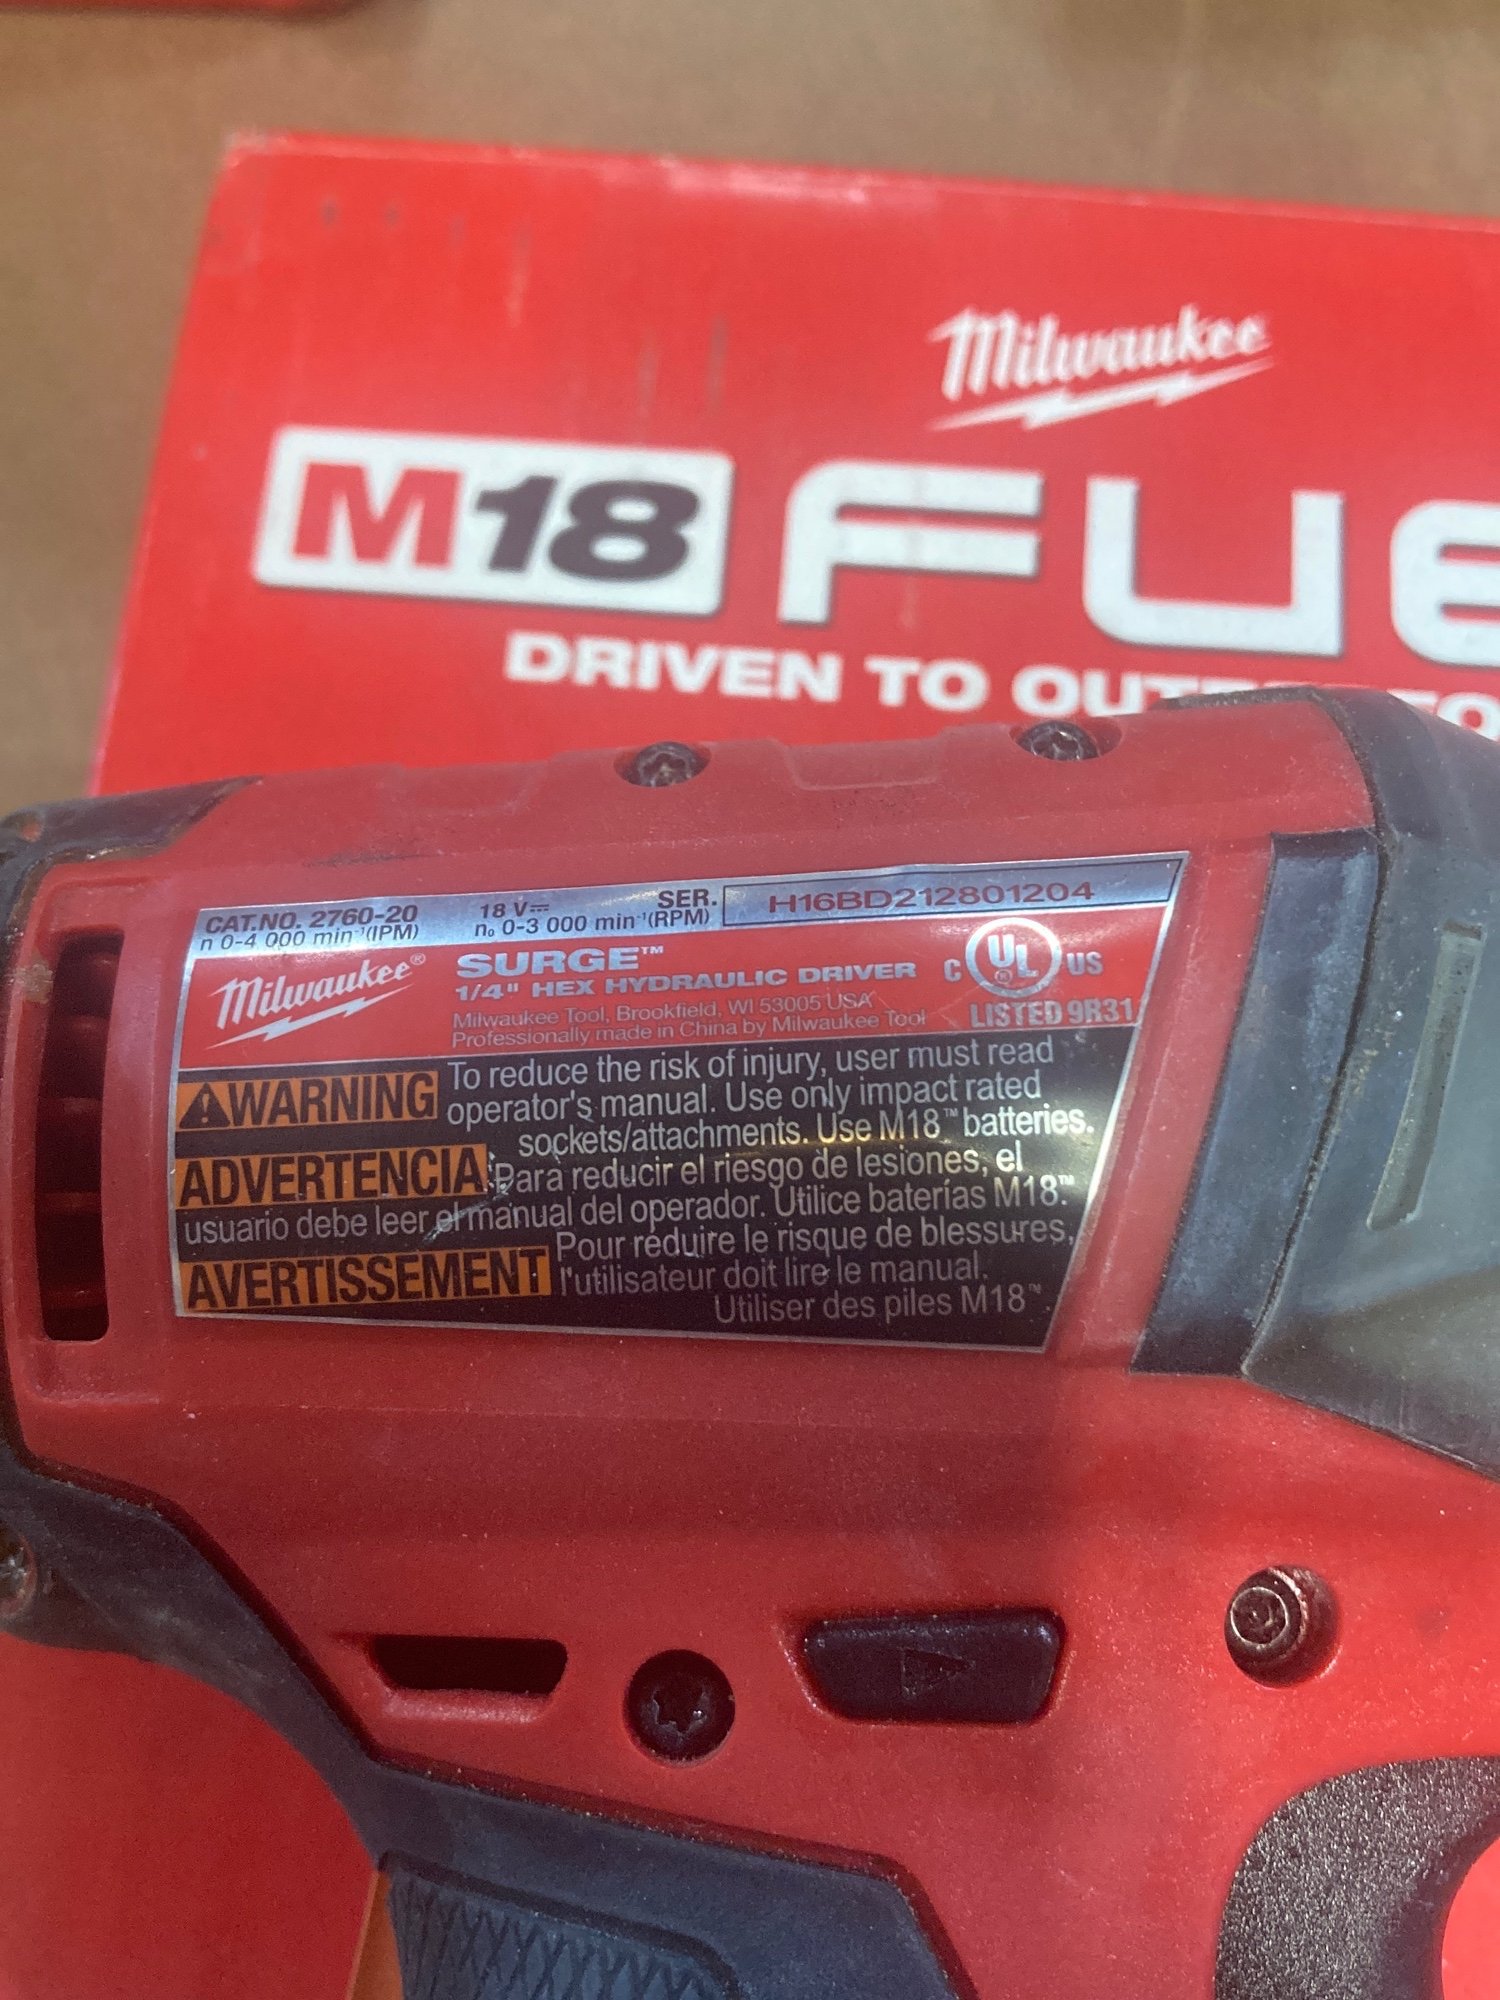 Milwaukee
M18 FUE
DRIVEN TO
CAT.NO. 2760-20 18 V⎓ SER. H16BD212801204
n 0-4 000 min⁻¹(IPM) n₀ 0-3 000 min⁻¹(RPM)
Milwaukee® SURGE™
1/4" HEX HYDRAULIC DRIVER C UL® US
Milwaukee Tool, Brookfield, WI 53005 USA
Professionally made in China by Milwaukee Tool LISTED 9R31
⚠WARNING To reduce the risk of injury, user must read
operator's manual. Use only impact rated
sockets/attachments. Use M18™ batteries.
ADVERTENCIA Para reducir el riesgo de lesiones, el
usuario debe leer el manual del operador. Utilice baterías M18™.
AVERTISSEMENT Pour réduire le risque de blessures,
l'utilisateur doit lire le manual.
Utiliser des piles M18™.